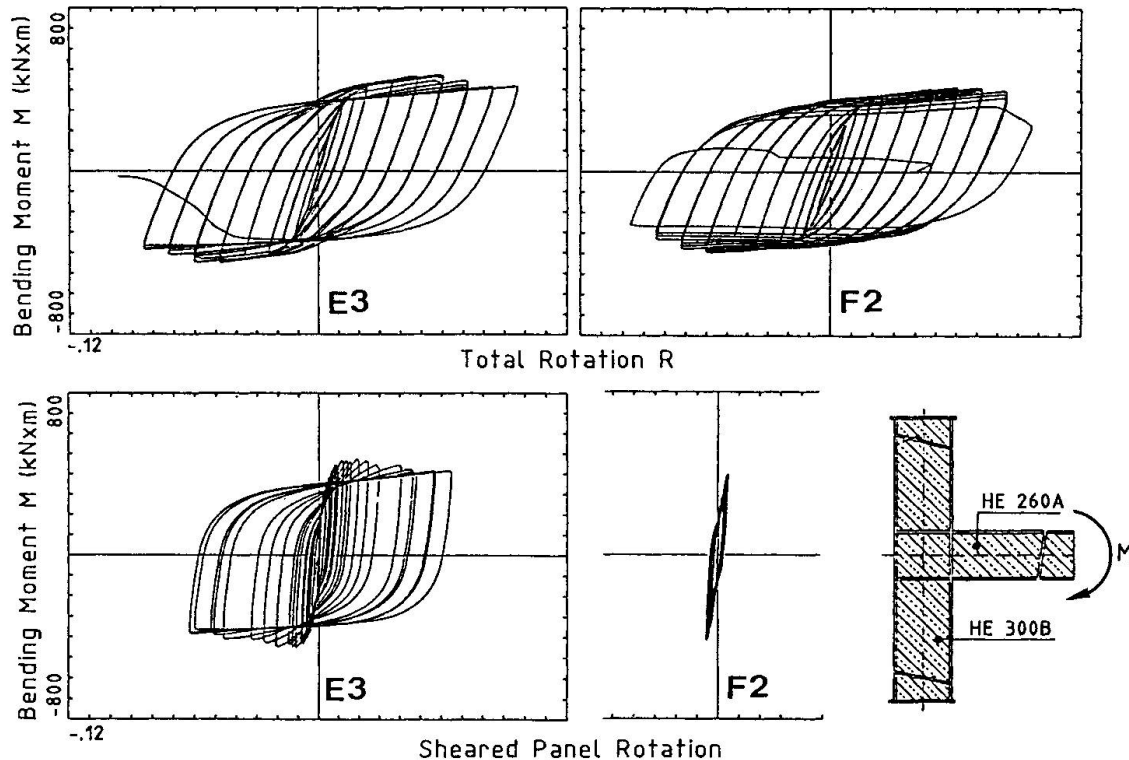 Bending Moment M (kNxm)
800
-800
E3
F2
-.12
Total Rotation R
Bending Moment M (kNxm)
800
-800
E3
F2
HE 260A
M
HE 300B
-.12
Sheared Panel Rotation